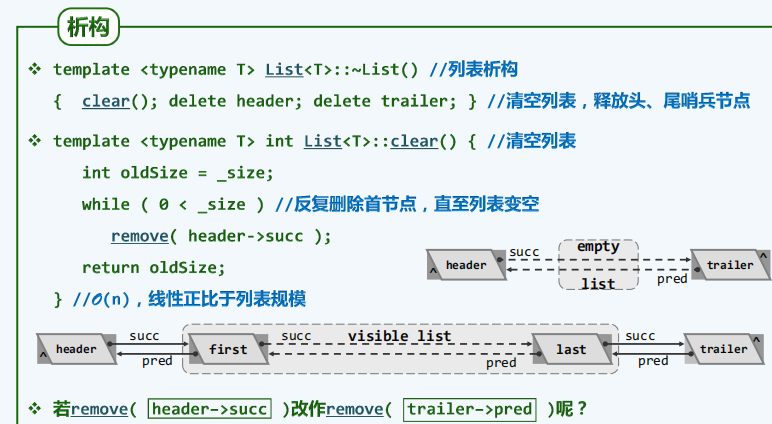 析构
❖ template <typename T> List<T>::~List() //列表析构
{ clear(); delete header; delete trailer; } //清空列表，释放头、尾哨兵节点
❖ template <typename T> int List<T>::clear() { //清空列表
int oldSize = _size;
while ( 0 < _size ) //反复删除首节点，直至列表变空
remove( header->succ );
return oldSize;
} //O(n)，线性正比于列表规模
^ header succ empty list pred trailer ^
^ header succ pred first succ visible list pred last succ pred trailer ^
❖ 若remove( header->succ )改作remove( trailer->pred )呢？